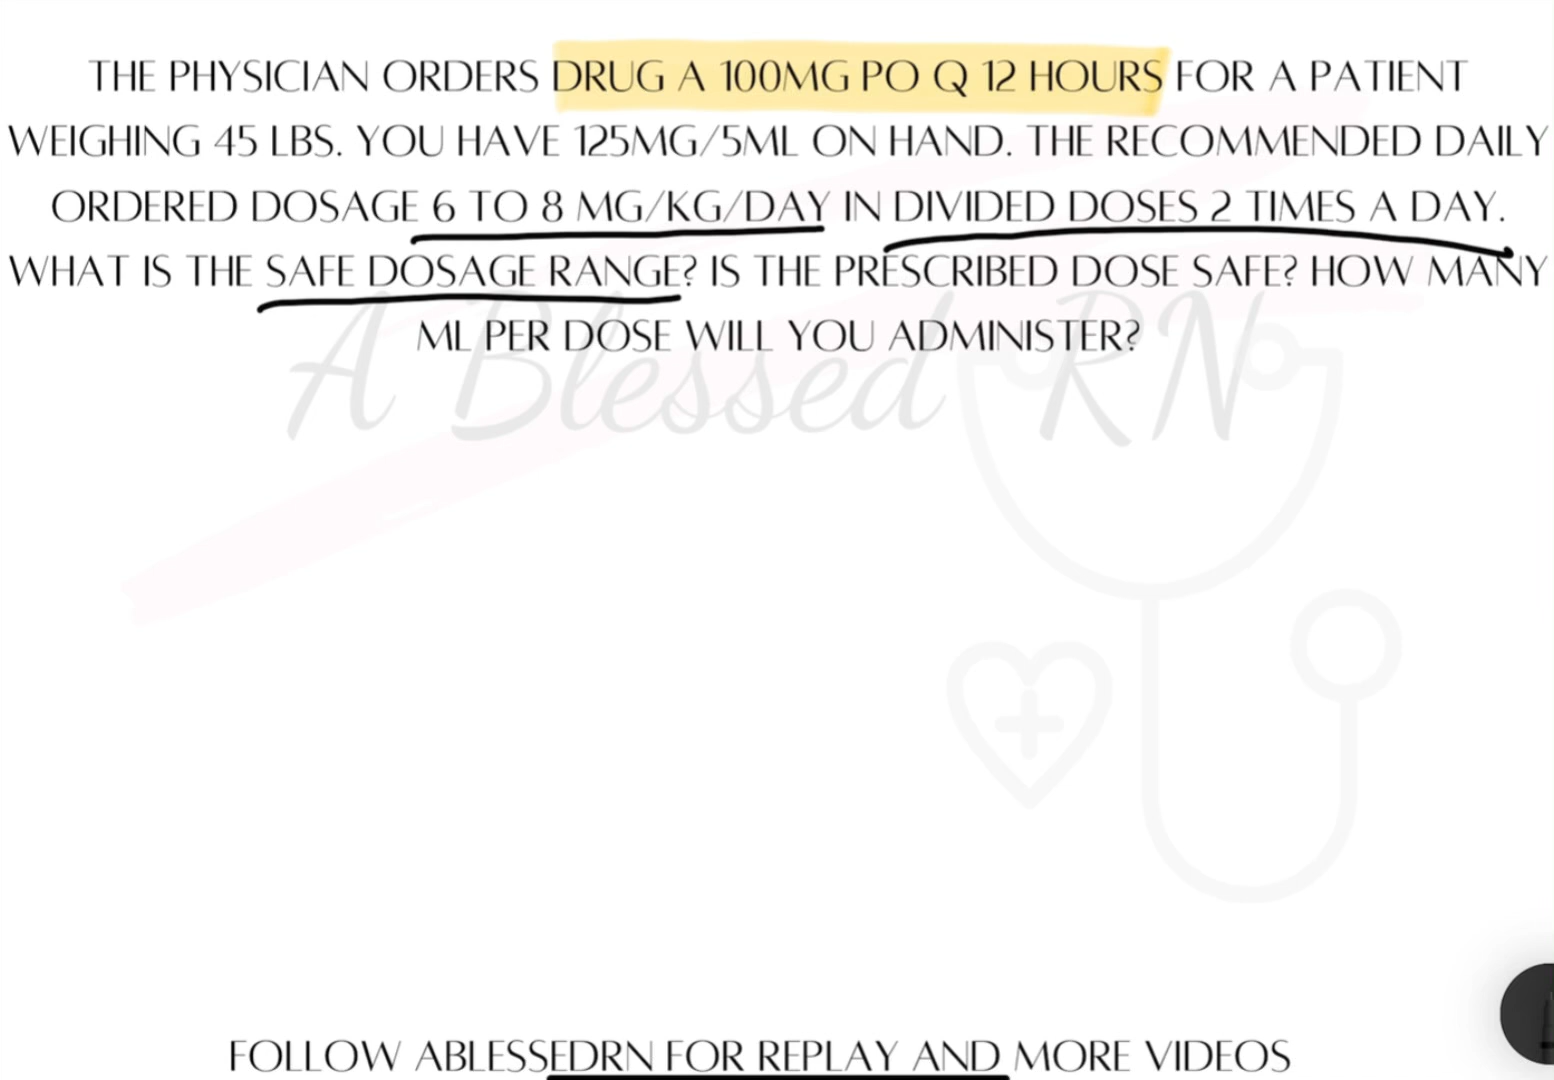 THE PHYSICIAN ORDERS DRUG A 100MG PO Q 12 HOURS FOR A PATIENT
WEIGHING 45 LBS. YOU HAVE 125MG/5ML ON HAND. THE RECOMMENDED DAILY
ORDERED DOSAGE 6 TO 8 MG/KG/DAY IN DIVIDED DOSES 2 TIMES A DAY.
WHAT IS THE SAFE DOSAGE RANGE? IS THE PRESCRIBED DOSE SAFE? HOW MANY
ML PER DOSE WILL YOU ADMINISTER?
A Blessed RN
FOLLOW ABLESSEDRN FOR REPLAY AND MORE VIDEOS